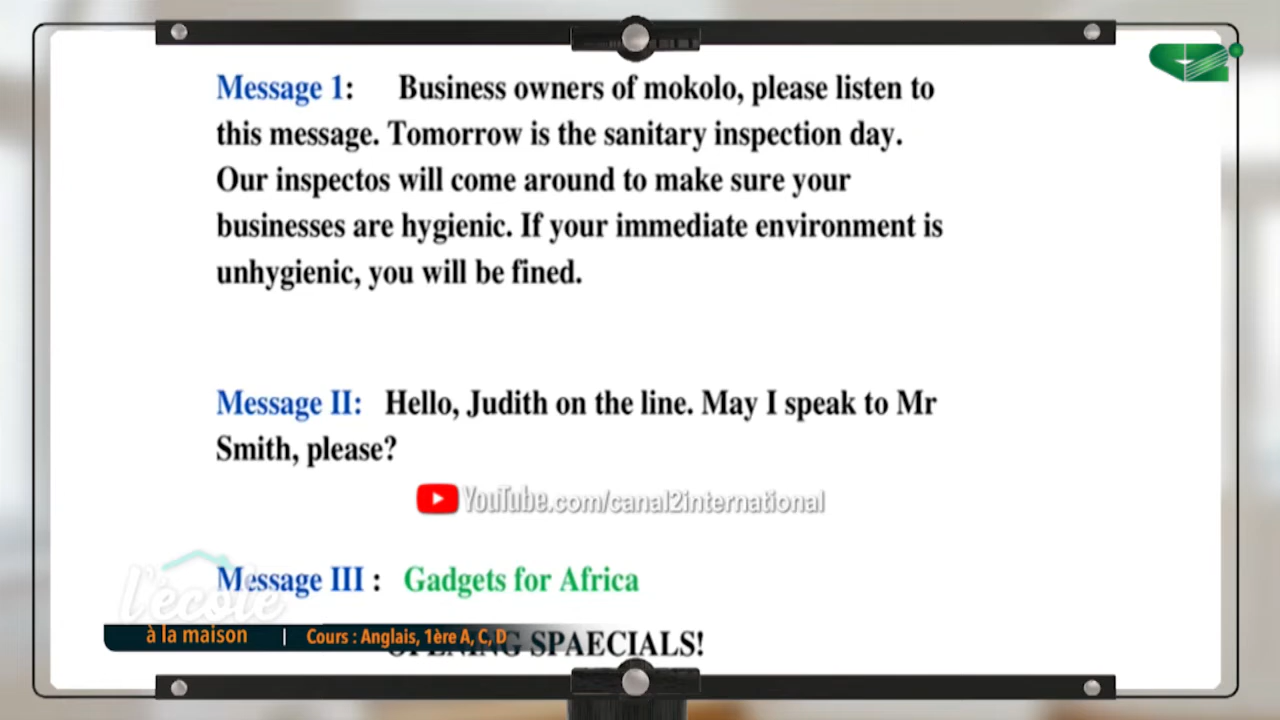 Message 1: Business owners of mokolo, please listen to
this message. Tomorrow is the sanitary inspection day.
Our inspectos will come around to make sure your
businesses are hygienic. If your immediate environment is
unhygienic, you will be fined.
Message II: Hello, Judith on the line. May I speak to Mr
Smith, please?
YouTube.com/canal2international
Message III : Gadgets for Africa
l'école
à la maison | Cours : Anglais, 1ère A, C, D
OPENING SPAECIALS!